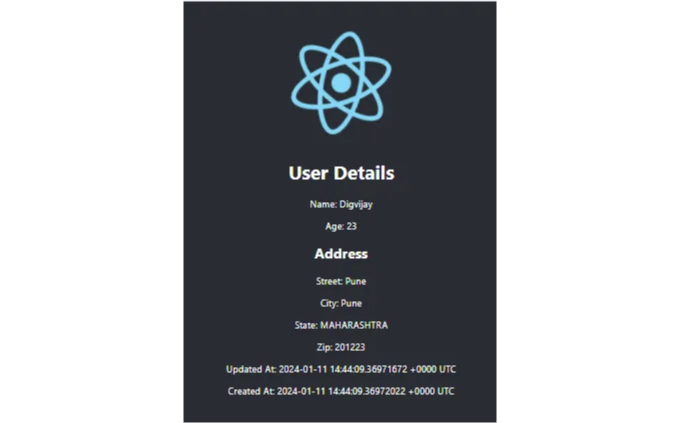 User Details
Name: Digvijay
Age: 23
Address
Street: Pune
City: Pune
State: MAHARASHTRA
Zip: 201223
Updated At: 2024-01-11 14:44:09.36971672 +0000 UTC
Created At: 2024-01-11 14:44:09.36972022 +0000 UTC